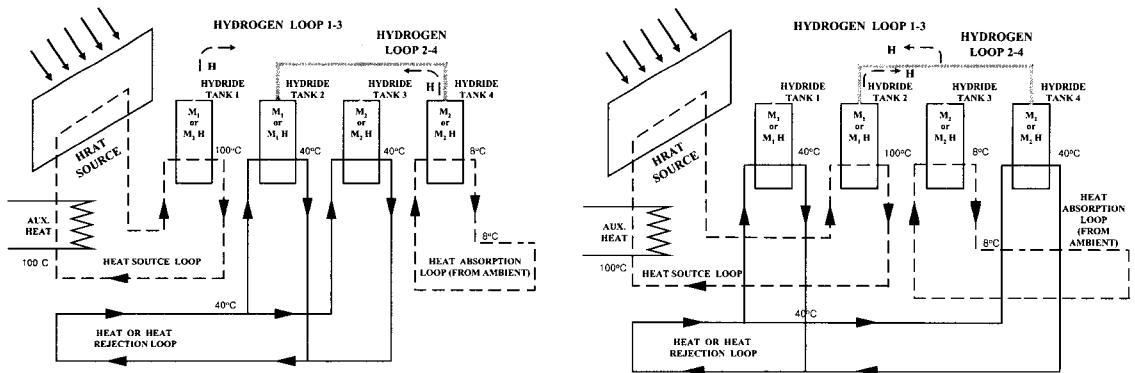 HYDROGEN LOOP 1-3
HYDROGEN
LOOP 2-4
H
H
HYDRIDE
TANK 1
HYDRIDE
TANK 2
HYDRIDE
TANK 3
HYDRIDE
TANK 4
M1
or
M1 H
M1
or
M1 H
M2
or
M2 H
M2
or
M2 H
HRAT
SOURCE
100°C
40°C
40°C
8°C
AUX.
HEAT
100 C
HEAT SOUTCE LOOP
8°C
HEAT ABSORPTION
LOOP (FROM AMBIENT)
40°C
HEAT OR HEAT
REJECTION LOOP
HYDROGEN LOOP 1-3
HYDROGEN
LOOP 2-4
H
H
HYDRIDE
TANK 1
HYDRIDE
TANK 2
HYDRIDE
TANK 3
HYDRIDE
TANK 4
M1
or
M1 H
M1
or
M1 H
M2
or
M2 H
M2
or
M2 H
HRAT
SOURCE
40°C
100°C
8°C
40°C
AUX.
HEAT
100°C
HEAT SOUTCE LOOP
8°C
HEAT
ABSORPTION
LOOP
(FROM
AMBIENT)
40°C
HEAT OR HEAT
REJECTION LOOP